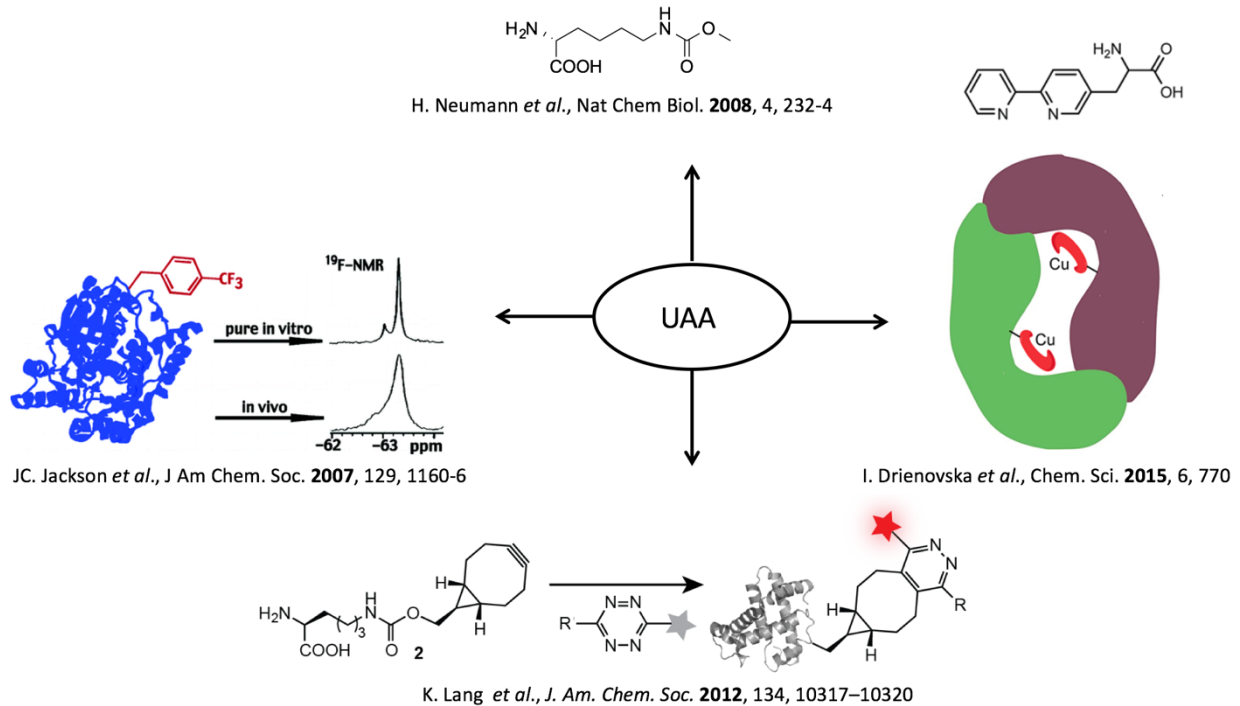 H₂N
H
N
O
COOH
O
H. Neumann et al., Nat Chem Biol. 2008, 4, 232-4
H₂N
O
OH
N
N
Cu
Cu
I. Drienovska et al., Chem. Sci. 2015, 6, 770
UAA
¹⁹F-NMR
CF₃
pure in vitro
in vivo
-62 -63 ppm
JC. Jackson et al., J Am Chem. Soc. 2007, 129, 1160-6
H₂N
COOH
3
H
N
O
O
H
H
2
N N
R
N N
N
N
R
H
H
K. Lang et al., J. Am. Chem. Soc. 2012, 134, 10317–10320